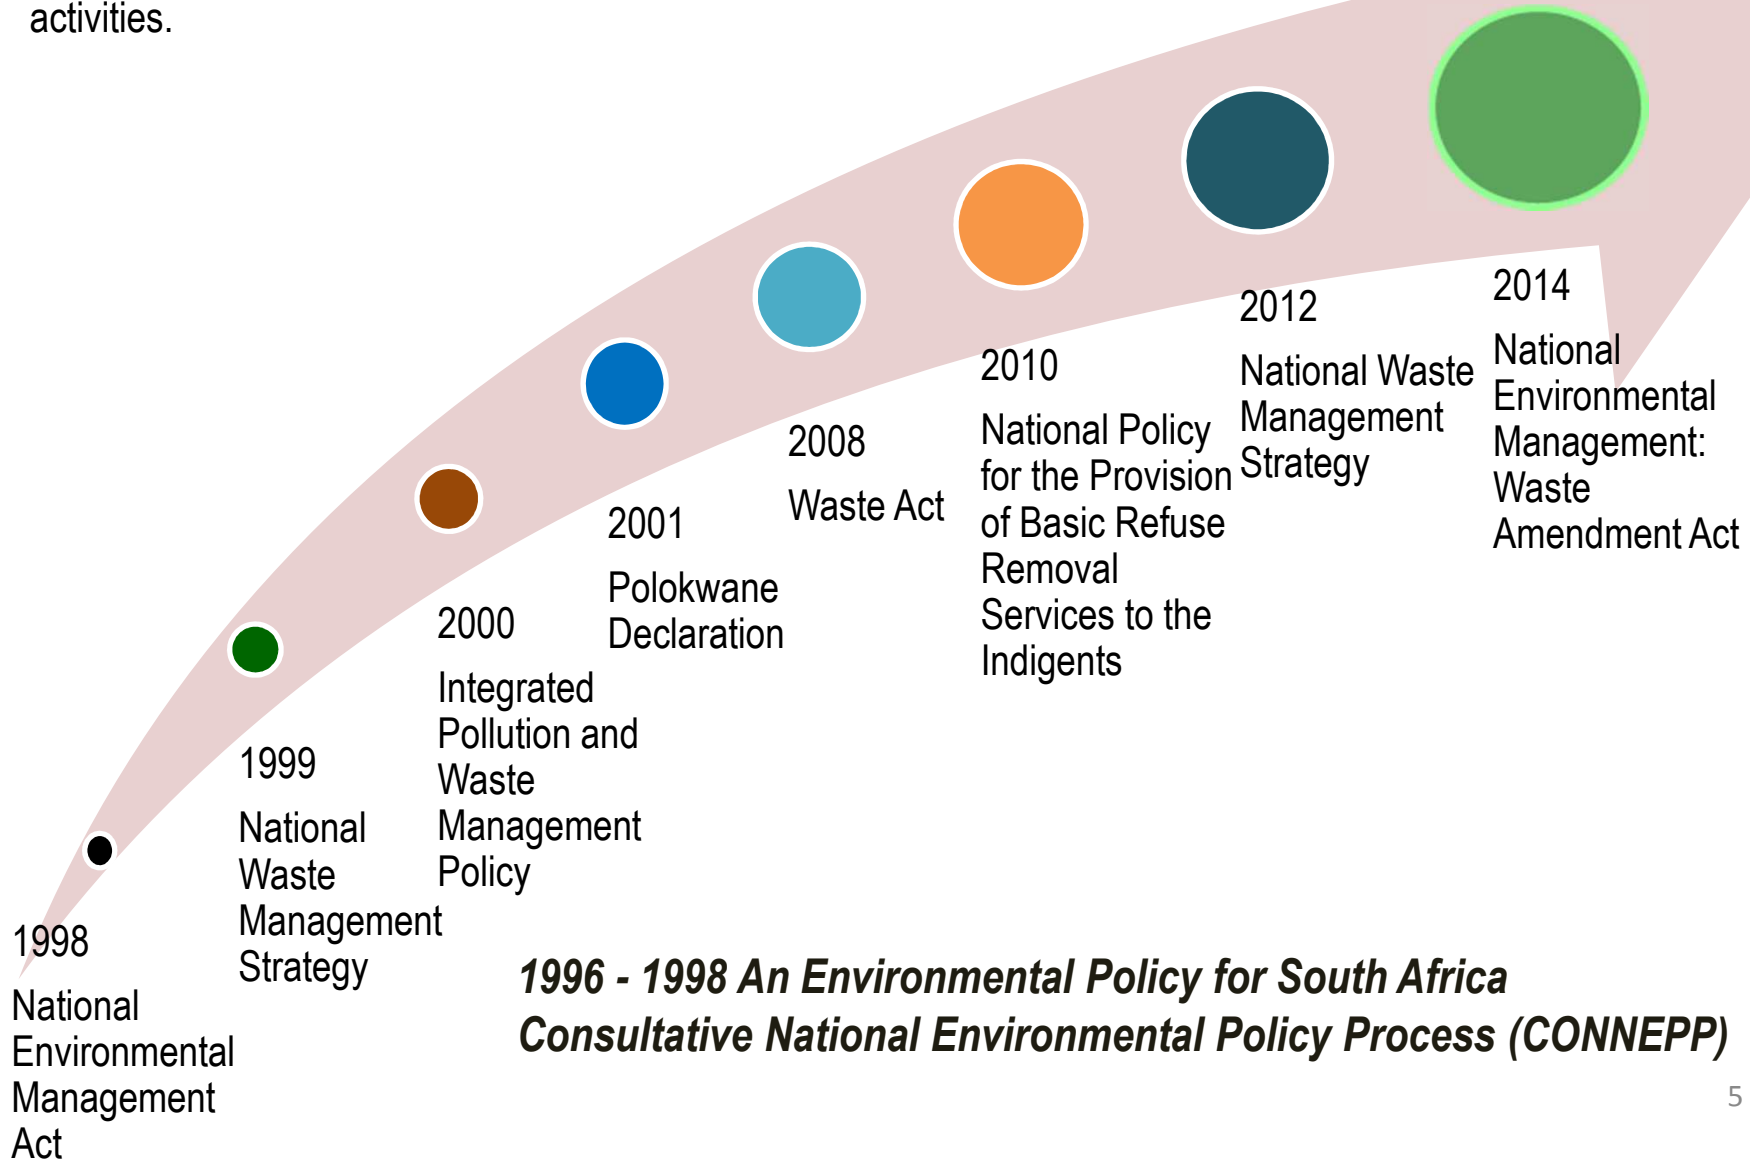 activities.
1998
National
Environmental
Management
Act
1999
National
Waste
Management
Strategy
2000
Integrated
Pollution and
Waste
Management
Policy
2001
Polokwane
Declaration
2008
Waste Act
2010
National Policy
for the Provision
of Basic Refuse
Removal
Services to the
Indigents
2012
National Waste
Management
Strategy
2014
National
Environmental
Management:
Waste
Amendment Act
1996 - 1998 An Environmental Policy for South Africa
Consultative National Environmental Policy Process (CONNEPP)
5